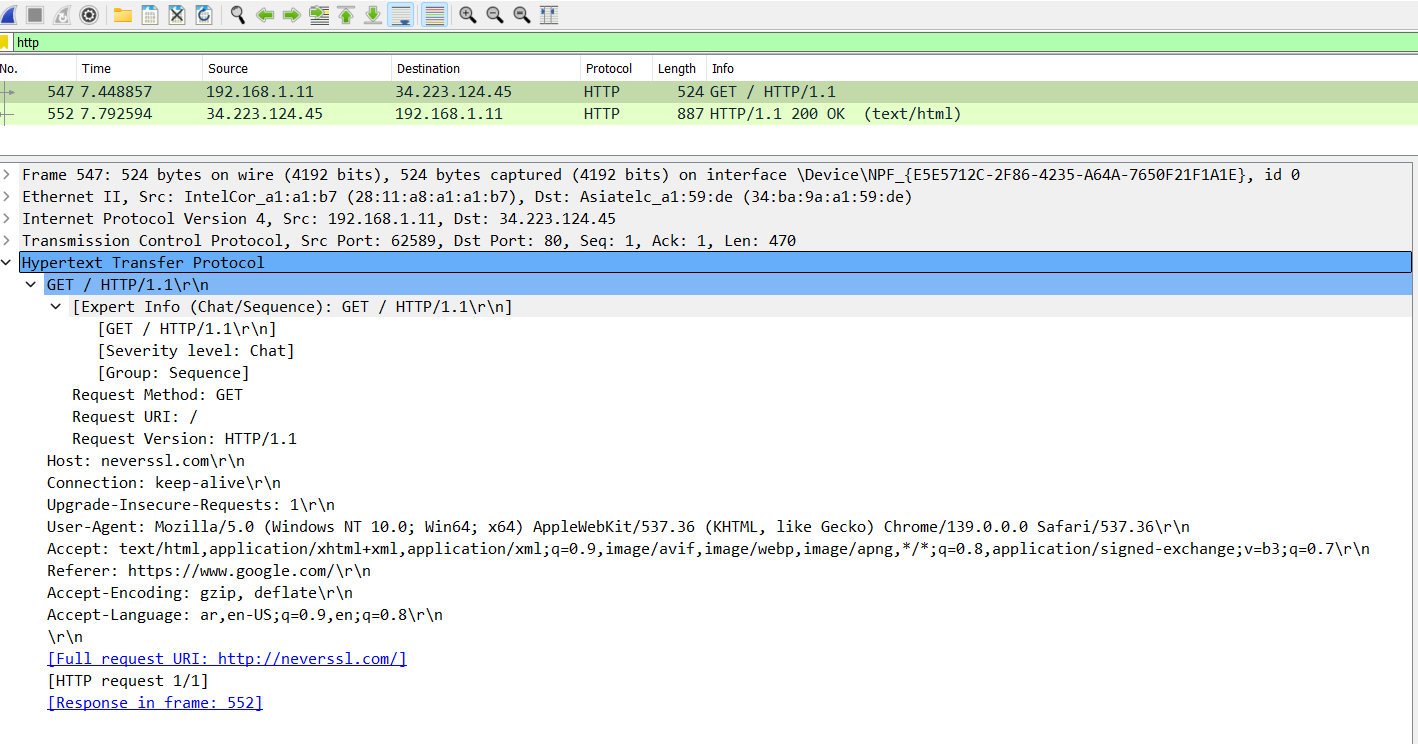 http
No. Time Source Destination Protocol Length Info
547 7.448857 192.168.1.11 34.223.124.45 HTTP 524 GET / HTTP/1.1
552 7.792594 34.223.124.45 192.168.1.11 HTTP 887 HTTP/1.1 200 OK (text/html)
Frame 547: 524 bytes on wire (4192 bits), 524 bytes captured (4192 bits) on interface \Device\NPF_{E5E5712C-2F86-4235-A64A-7650F21F1A1E}, id 0
Ethernet II, Src: IntelCor_a1:a1:b7 (28:11:a8:a1:a1:b7), Dst: Asiatelc_a1:59:de (34:ba:9a:a1:59:de)
Internet Protocol Version 4, Src: 192.168.1.11, Dst: 34.223.124.45
Transmission Control Protocol, Src Port: 62589, Dst Port: 80, Seq: 1, Ack: 1, Len: 470
Hypertext Transfer Protocol
GET / HTTP/1.1\r\n
[Expert Info (Chat/Sequence): GET / HTTP/1.1\r\n]
[GET / HTTP/1.1\r\n]
[Severity level: Chat]
[Group: Sequence]
Request Method: GET
Request URI: /
Request Version: HTTP/1.1
Host: neverssl.com\r\n
Connection: keep-alive\r\n
Upgrade-Insecure-Requests: 1\r\n
User-Agent: Mozilla/5.0 (Windows NT 10.0; Win64; x64) AppleWebKit/537.36 (KHTML, like Gecko) Chrome/139.0.0.0 Safari/537.36\r\n
Accept: text/html,application/xhtml+xml,application/xml;q=0.9,image/avif,image/webp,image/apng,*/*;q=0.8,application/signed-exchange;v=b3;q=0.7\r\n
Referer: https://www.google.com/\r\n
Accept-Encoding: gzip, deflate\r\n
Accept-Language: ar,en-US;q=0.9,en;q=0.8\r\n
\r\n
[Full request URI: http://neverssl.com/]
[HTTP request 1/1]
[Response in frame: 552]